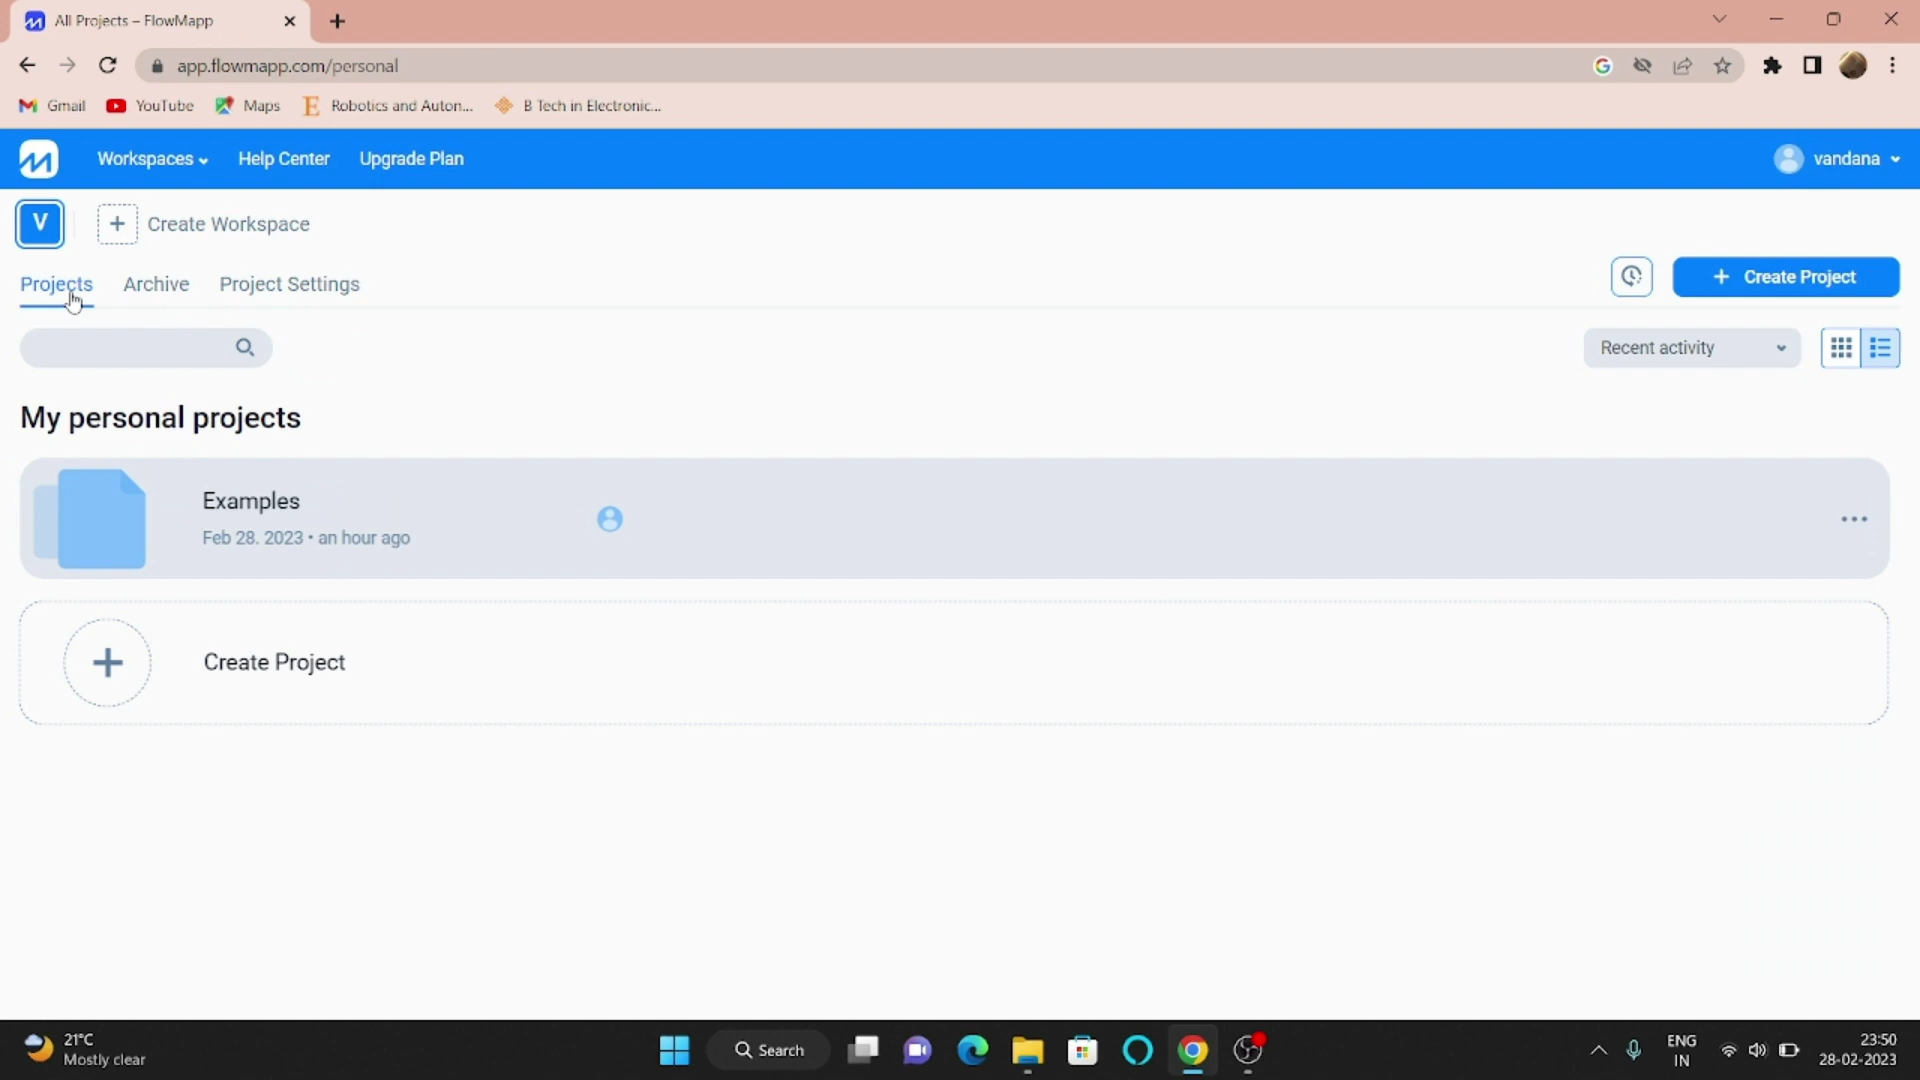 All Projects – FlowMapp
app.flowmapp.com/personal
Gmail YouTube Maps Robotics and Auton... B Tech in Electronic...
Workspaces Help Center Upgrade Plan vandana
V + Create Workspace
Projects Archive Project Settings + Create Project
Recent activity
My personal projects
Examples
Feb 28. 2023 • an hour ago
Create Project
21°C
Mostly clear
Search
ENG
IN
23:50
28-02-2023